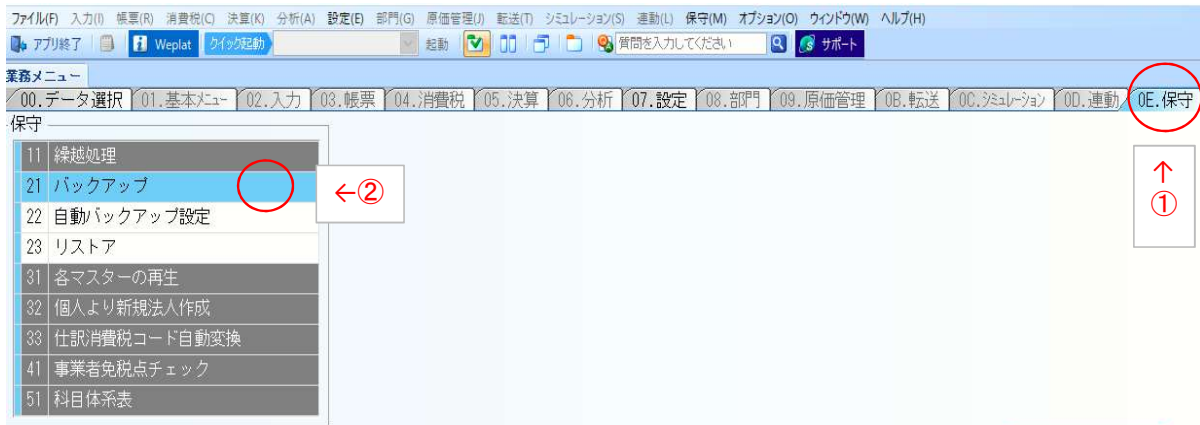 ファイル(F) 入力(I) 帳票(R) 消費税(C) 決算(K) 分析(A) 設定(E) 部門(G) 原価管理(J) 転送(T) シミュレーション(S) 連動(L) 保守(M) オプション(O) ウィンドウ(W) ヘルプ(H)
アプリ終了 i Weplat クイック起動 起動 質問を入力してください サポート
業務メニュー
00.データ選択 01.基本メニュー 02.入力 03.帳票 04.消費税 05.決算 06.分析 07.設定 08.部門 09.原価管理 0B.転送 0C.シミュレーション 0D.連動 0E.保守
保守
11 繰越処理
21 バックアップ
←②
↑
①
22 自動バックアップ設定
23 リストア
31 各マスターの再生
32 個人より新規法人作成
33 仕訳消費税コード自動変換
41 事業者免税点チェック
51 科目体系表